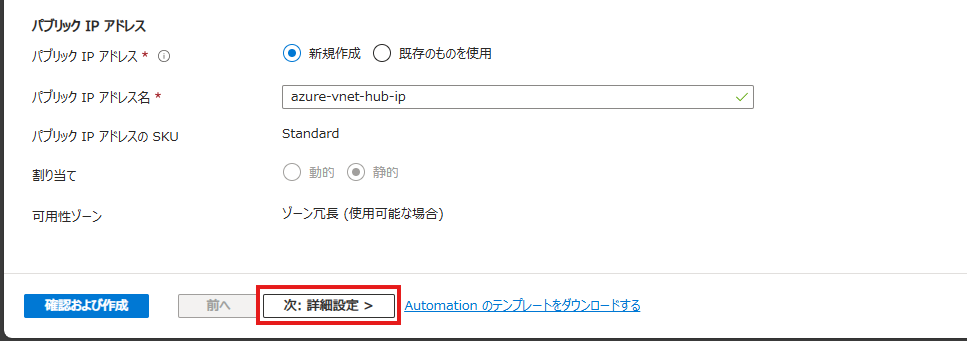 パブリック IP アドレス
パブリック IP アドレス * 新規作成 既存のものを使用
パブリック IP アドレス名 * azure-vnet-hub-ip
パブリック IP アドレスの SKU Standard
割り当て 動的 静的
可用性ゾーン ゾーン冗長 (使用可能な場合)
確認および作成 前へ 次: 詳細設定 > Automation のテンプレートをダウンロードする